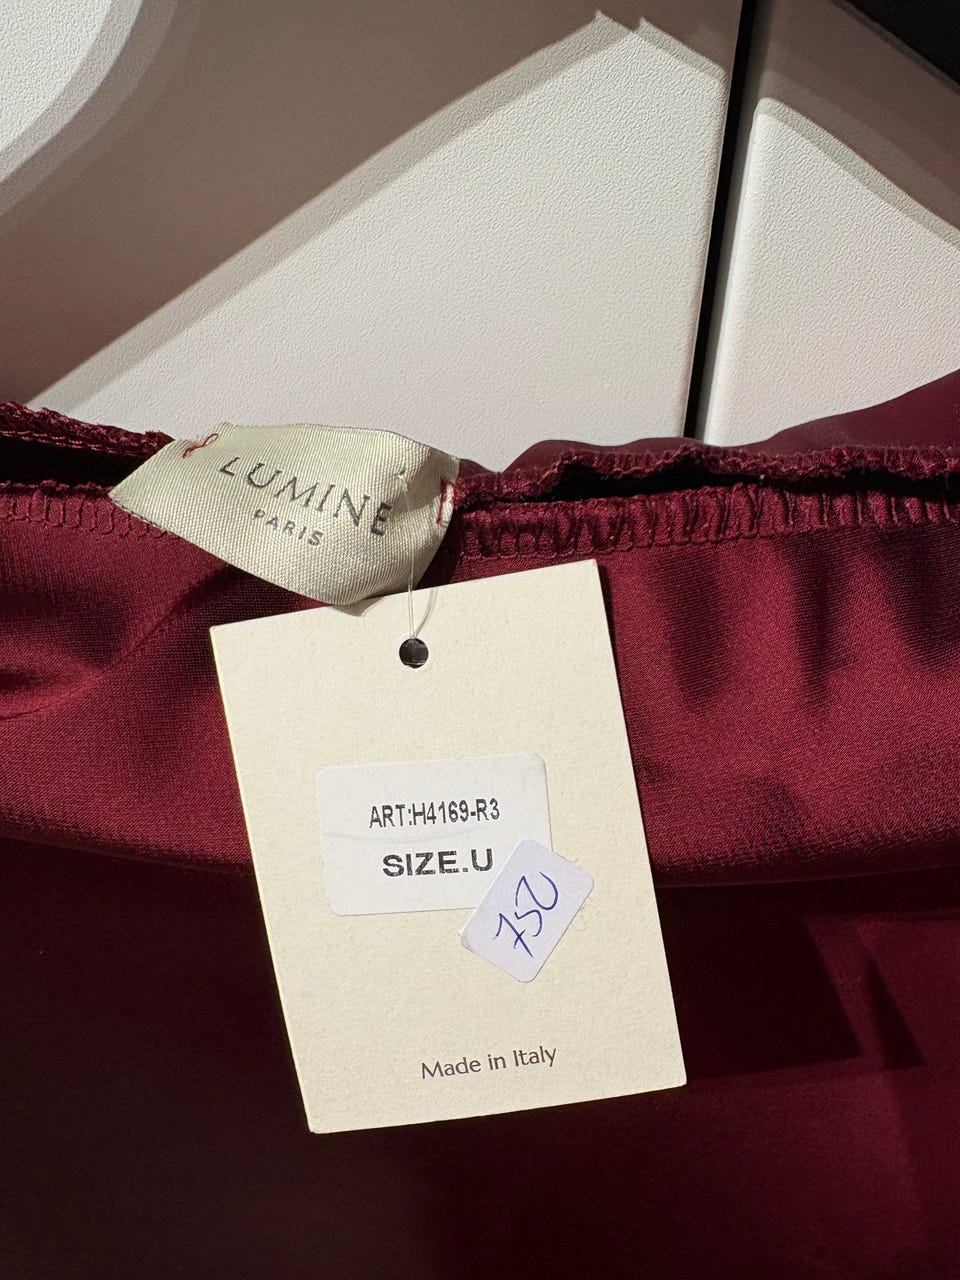 LUMINE
PARIS
ART:H4169-R3
SIZE.U
750
Made in Italy